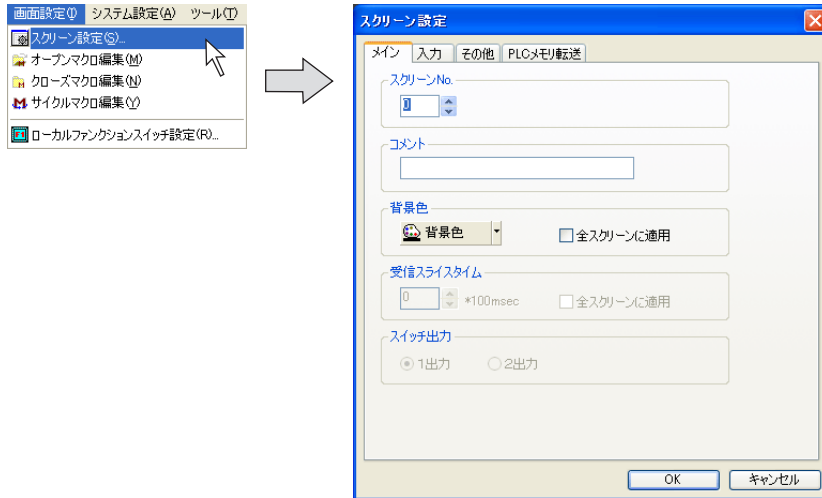 画面設定(I) システム設定(A) ツール(T)
スクリーン設定(S)...
オープンマクロ編集(M)
クローズマクロ編集(N)
サイクルマクロ編集(Y)
ローカルファンクションスイッチ設定(R)...
スクリーン設定
メイン 入力 その他 PLCメモリ転送
スクリーンNo.
0
コメント
背景色
背景色 全スクリーンに適用
受信スライスタイム
0 *100msec 全スクリーンに適用
スイッチ出力
1出力 2出力
OK キャンセル